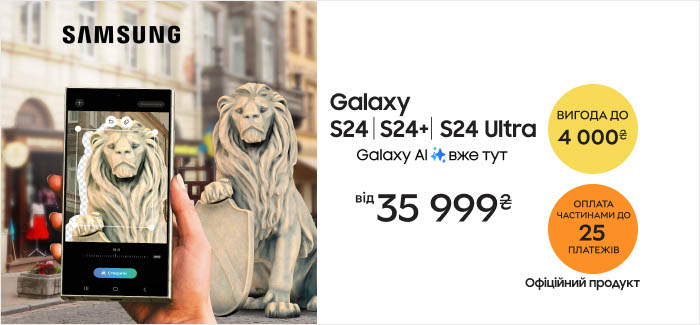 SAMSUNG
Galaxy
S24 | S24+ | S24 Ultra
Galaxy AI вже тут
від 35 999₴
ВИГОДА ДО
4 000₴
ОПЛАТА
ЧАСТИНАМИ ДО
25
ПЛАТЕЖІВ
Офіційний продукт
Створити